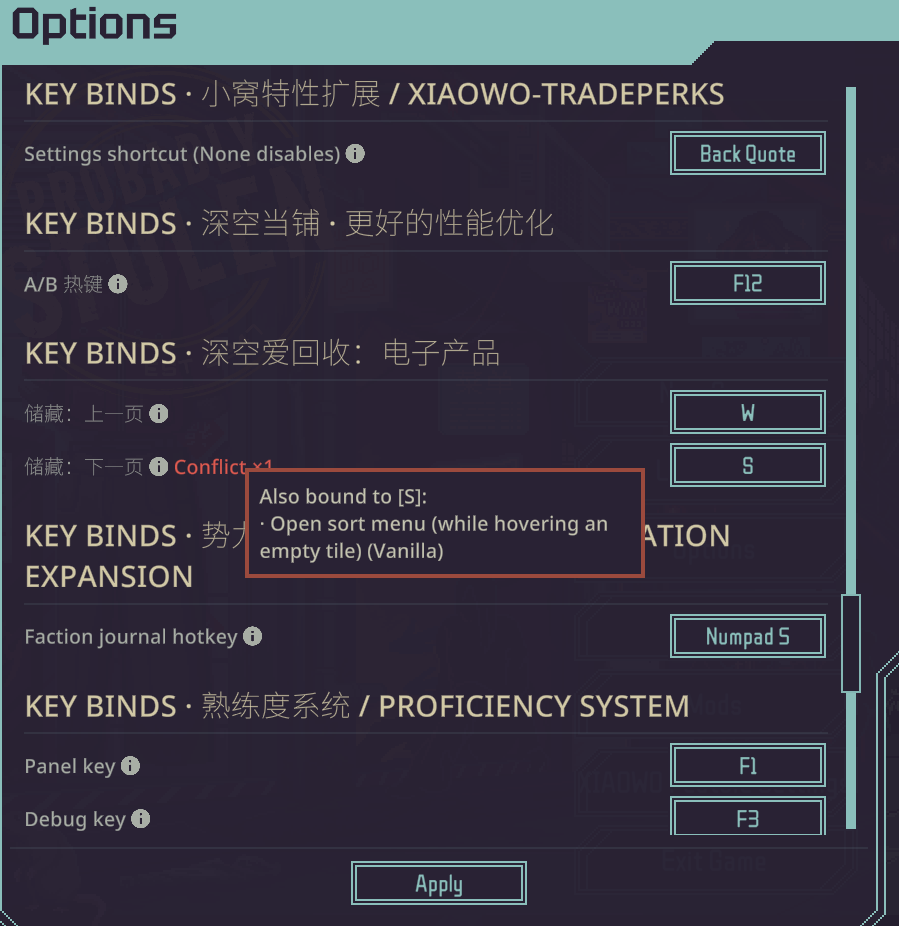 Options
KEY BINDS · 小窝特性扩展 / XIAOWO-TRADEPERKS
Settings shortcut (None disables)
Back Quote
KEY BINDS · 深空当铺 · 更好的性能优化
A/B 热键
F12
KEY BINDS · 深空爱回收：电子产品
储藏：上一页
W
储藏：下一页 Conflict ×1
S
Also bound to [S]:
· Open sort menu (while hovering an
empty tile) (Vanilla)
KEY BINDS · 势
EXPANSION
Faction journal hotkey
Numpad 5
KEY BINDS · 熟练度系统 / PROFICIENCY SYSTEM
Panel key
F1
Debug key
F3
Apply